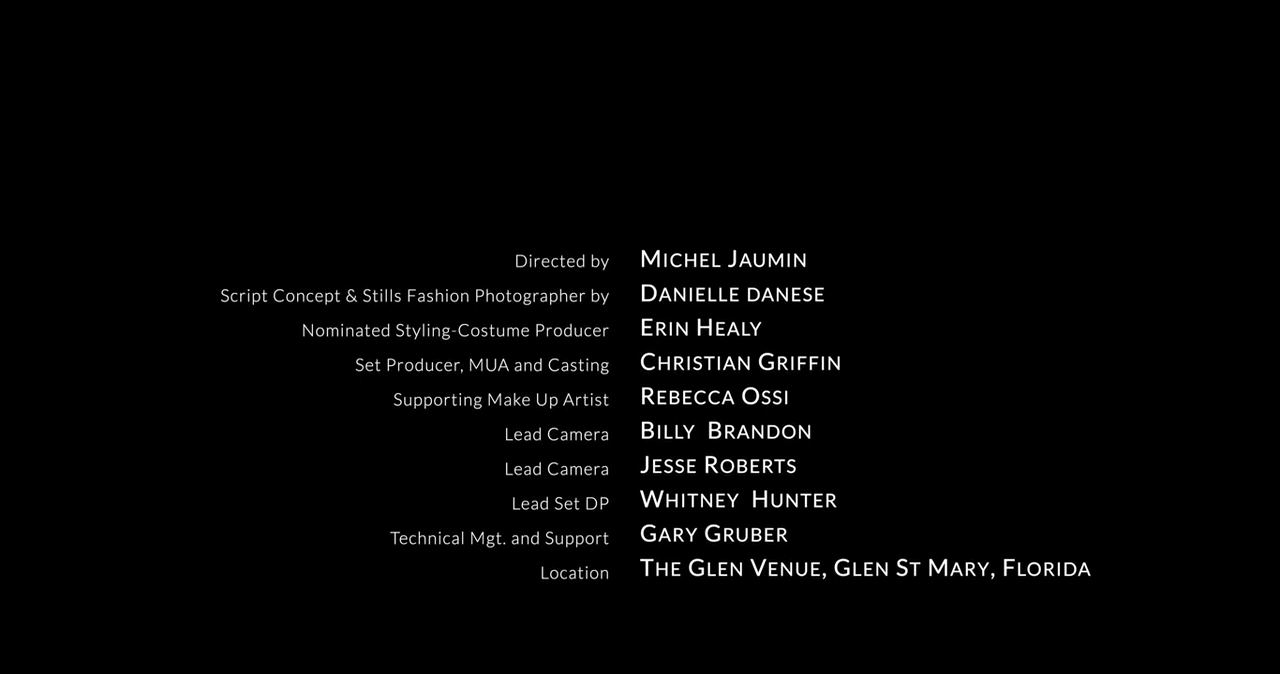 Directed by MICHEL JAUMIN
Script Concept & Stills Fashion Photographer by DANIELLE DANESE
Nominated Styling-Costume Producer ERIN HEALY
Set Producer, MUA and Casting CHRISTIAN GRIFFIN
Supporting Make Up Artist REBECCA OSSI
Lead Camera BILLY BRANDON
Lead Camera JESSE ROBERTS
Lead Set DP WHITNEY HUNTER
Technical Mgt. and Support GARY GRUBER
Location THE GLEN VENUE, GLEN ST MARY, FLORIDA